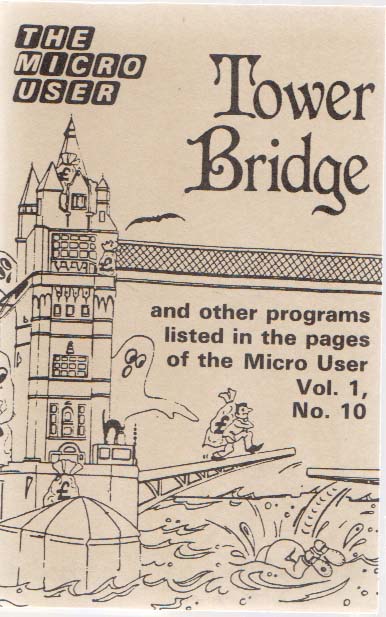 THE
MICRO
USER
Tower
Bridge
£
£
and other programs
listed in the pages
of the Micro User
Vol. 1,
No. 10
£
£